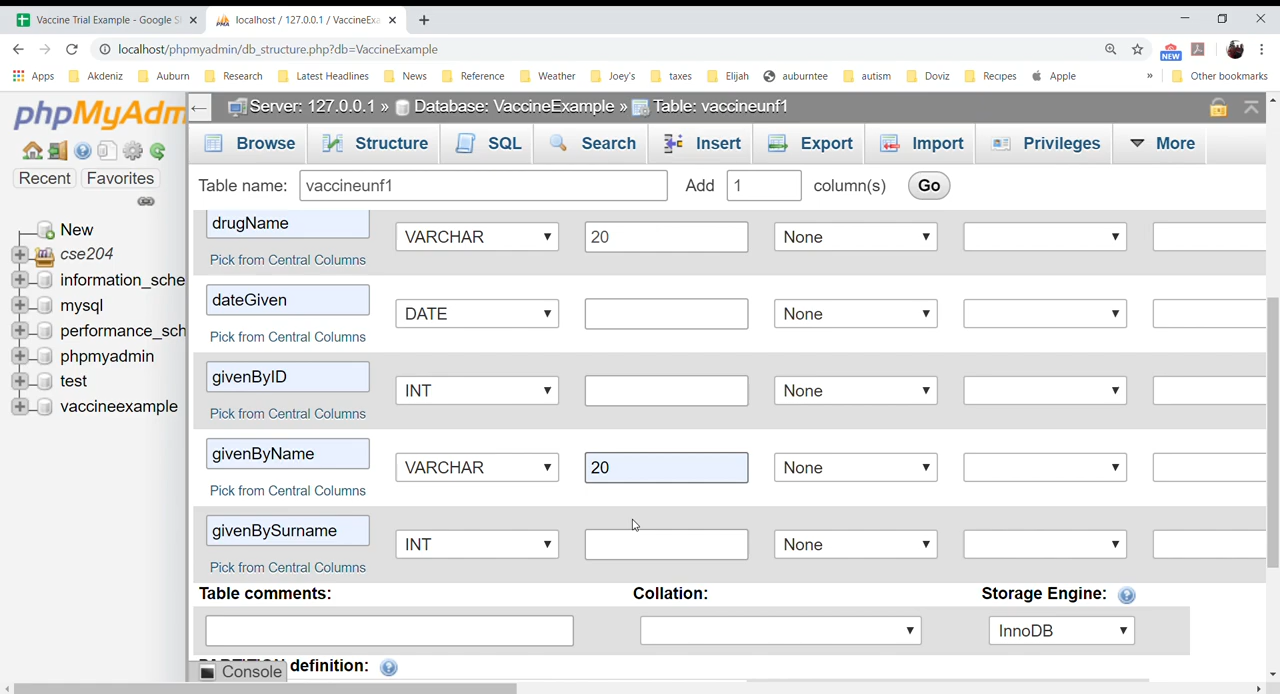 Vaccine Trial Example - Google S
localhost / 127.0.0.1 / VaccineExa
localhost/phpmyadmin/db_structure.php?db=VaccineExample
NEW
Apps Akdeniz Auburn Research Latest Headlines News Reference Weather Joey's taxes Elijah auburntee autism Doviz Recipes Apple » Other bookmarks
phpMyAdm
Recent Favorites
New
cse204
information_sche
mysql
performance_sch
phpmyadmin
test
vaccineexample
Server: 127.0.0.1 » Database: VaccineExample » Table: vaccineunf1
Browse Structure SQL Search Insert Export Import Privileges More
Table name: vaccineunf1 Add 1 column(s) Go
drugName VARCHAR 20 None
Pick from Central Columns
dateGiven DATE None
Pick from Central Columns
givenByID INT None
Pick from Central Columns
givenByName VARCHAR 20 None
Pick from Central Columns
givenBySurname INT None
Pick from Central Columns
Table comments: Collation: Storage Engine:
InnoDB
definition:
Console